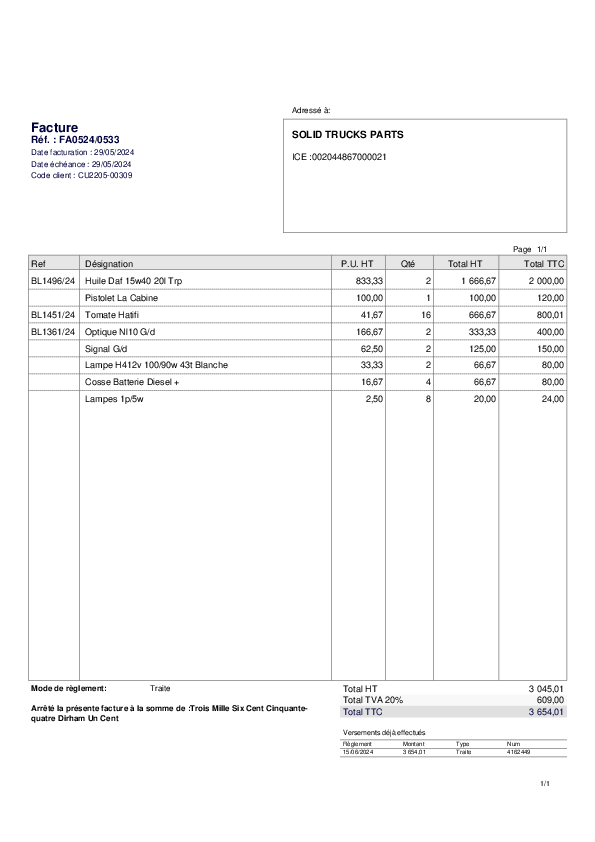 Adressé à:
Facture
Réf. : FA0524/0533
Date facturation : 29/05/2024
Date échéance : 29/05/2024
Code client : CU2205-00309
SOLID TRUCKS PARTS
ICE :002044867000021
Page 1/1
Ref Désignation P.U. HT Qté Total HT Total TTC
BL1496/24 Huile Daf 15w40 20l Trp 833,33 2 1 666,67 2 000,00
Pistolet La Cabine 100,00 1 100,00 120,00
BL1451/24 Tomate Hatifi 41,67 16 666,67 800,01
BL1361/24 Optique Nl10 G/d 166,67 2 333,33 400,00
Signal G/d 62,50 2 125,00 150,00
Lampe H412v 100/90w 43t Blanche 33,33 2 66,67 80,00
Cosse Batterie Diesel + 16,67 4 66,67 80,00
Lampes 1p/5w 2,50 8 20,00 24,00
Mode de règlement: Traite
Arrêté la présente facture à la somme de :Trois Mille Six Cent Cinquante-
quatre Dirham Un Cent
Total HT 3 045,01
Total TVA 20% 609,00
Total TTC 3 654,01
Versements déjà effectués
Règlement Montant Type Num
15/06/2024 3 654,01 Traite 4162449
1/1